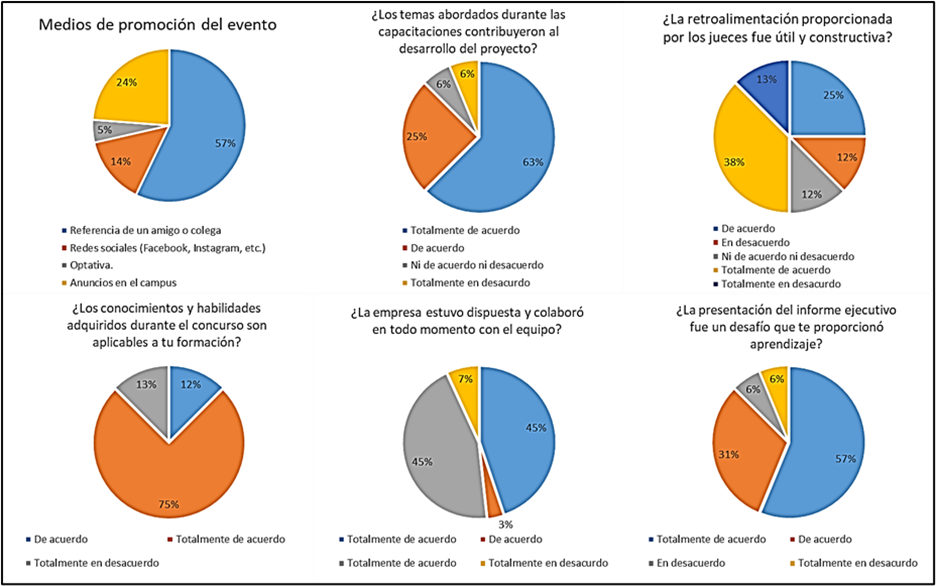 Medios de promoción del evento
24%
5%
14%
57%
Referencia de un amigo o colega
Redes sociales (Facebook, Instagram, etc.)
Optativa.
Anuncios en el campus
¿Los temas abordados durante las
capacitaciones contribuyeron al
desarrollo del proyecto?
6%
6%
25%
63%
Totalmente de acuerdo
De acuerdo
Ni de acuerdo ni desacuerdo
Totalmente en desacurdo
¿La retroalimentación proporcionada
por los jueces fue útil y constructiva?
13%
25%
38%
12%
12%
De acuerdo
En desacuerdo
Ni de acuerdo ni desacuerdo
Totalmente de acuerdo
Totalmente en desacurdo
¿Los conocimientos y habilidades
adquiridos durante el concurso son
aplicables a tu formación?
13%
12%
75%
De acuerdo
Totalmente de acuerdo
Totalmente en desacuerdo
¿La empresa estuvo dispuesta y colaboró
en todo momento con el equipo?
7%
45%
45%
3%
Totalmente de acuerdo
De acuerdo
Totalmente de acuerdo
Totalmente en desacuerdo
¿La presentación del informe ejecutivo
fue un desafío que te proporcionó
aprendizaje?
6%
6%
31%
57%
Totalmente de acuerdo
De acuerdo
En desacuerdo
Totalmente en desacurdo